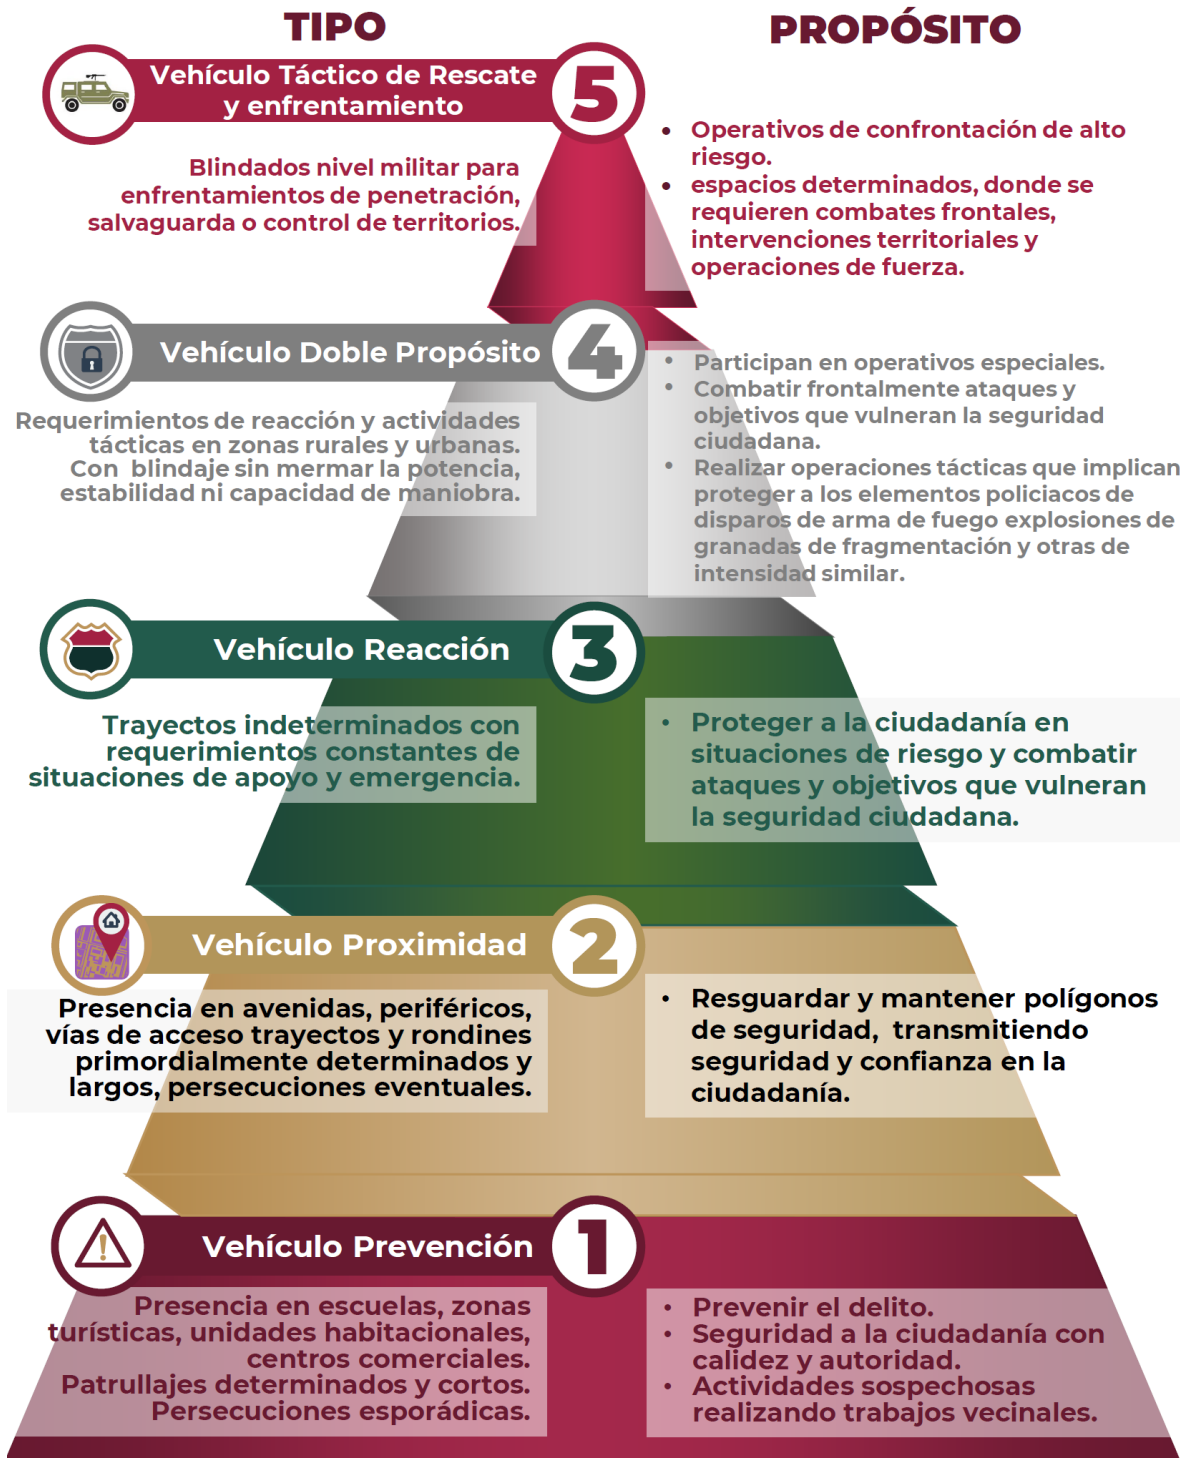 TIPO
PROPÓSITO
Vehículo Táctico de Rescate
y enfrentamiento
5
Blindados nivel militar para
enfrentamientos de penetración,
salvaguarda o control de territorios.
• Operativos de confrontación de alto
riesgo.
• espacios determinados, donde se
requieren combates frontales,
intervenciones territoriales y
operaciones de fuerza.
Vehículo Doble Propósito
4
Requerimientos de reacción y actividades
tácticas en zonas rurales y urbanas.
Con blindaje sin mermar la potencia,
estabilidad ni capacidad de maniobra.
• Participan en operativos especiales.
• Combatir frontalmente ataques y
objetivos que vulneran la seguridad
ciudadana.
• Realizar operaciones tácticas que implican
proteger a los elementos policiacos de
disparos de arma de fuego explosiones de
granadas de fragmentación y otras de
intensidad similar.
Vehículo Reacción
3
Trayectos indeterminados con
requerimientos constantes de
situaciones de apoyo y emergencia.
• Proteger a la ciudadanía en
situaciones de riesgo y combatir
ataques y objetivos que vulneran
la seguridad ciudadana.
Vehículo Proximidad
2
Presencia en avenidas, periféricos,
vías de acceso trayectos y rondines
primordialmente determinados y
largos, persecuciones eventuales.
• Resguardar y mantener polígonos
de seguridad, transmitiendo
seguridad y confianza en la
ciudadanía.
Vehículo Prevención
1
Presencia en escuelas, zonas
turísticas, unidades habitacionales,
centros comerciales.
Patrullajes determinados y cortos.
Persecuciones esporádicas.
• Prevenir el delito.
• Seguridad a la ciudadanía con
calidez y autoridad.
• Actividades sospechosas
realizando trabajos vecinales.